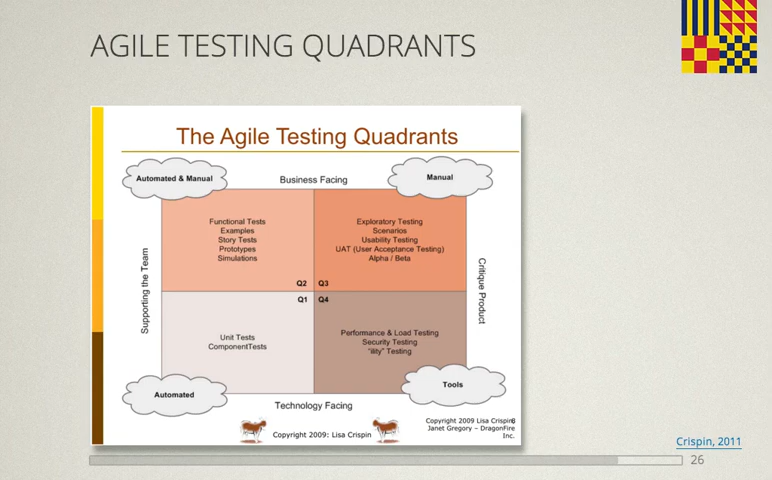 AGILE TESTING QUADRANTS
The Agile Testing Quadrants
Automated & Manual
Business Facing
Manual
Supporting the Team
Functional Tests
Examples
Story Tests
Prototypes
Simulations
Q2
Exploratory Testing
Scenarios
Usability Testing
UAT (User Acceptance Testing)
Alpha / Beta
Q3
Critique Product
Q1
Unit Tests
ComponentTests
Q4
Performance & Load Testing
Security Testing
"ility" Testing
Automated
Technology Facing
Tools
Copyright 2009: Lisa Crispin
Copyright 2009 Lisa Crispin
Janet Gregory – DragonFire
Inc.
Crispin, 2011
26